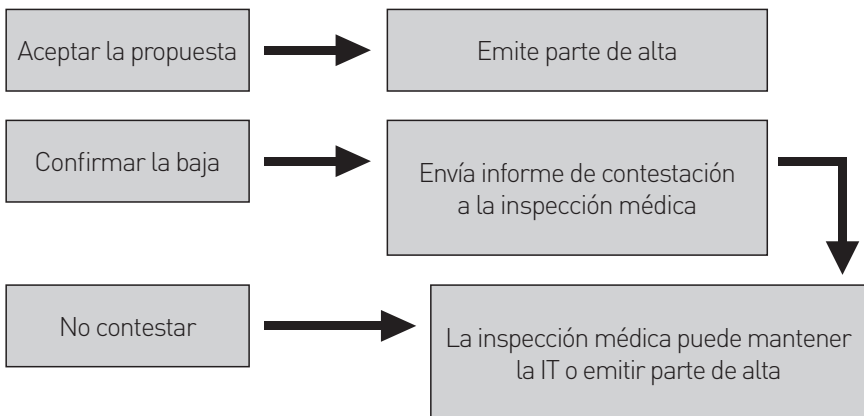 Aceptar la propuesta
Emite parte de alta
Confirmar la baja
Envía informe de contestación
a la inspección médica
No contestar
La inspección médica puede mantener
la IT o emitir parte de alta